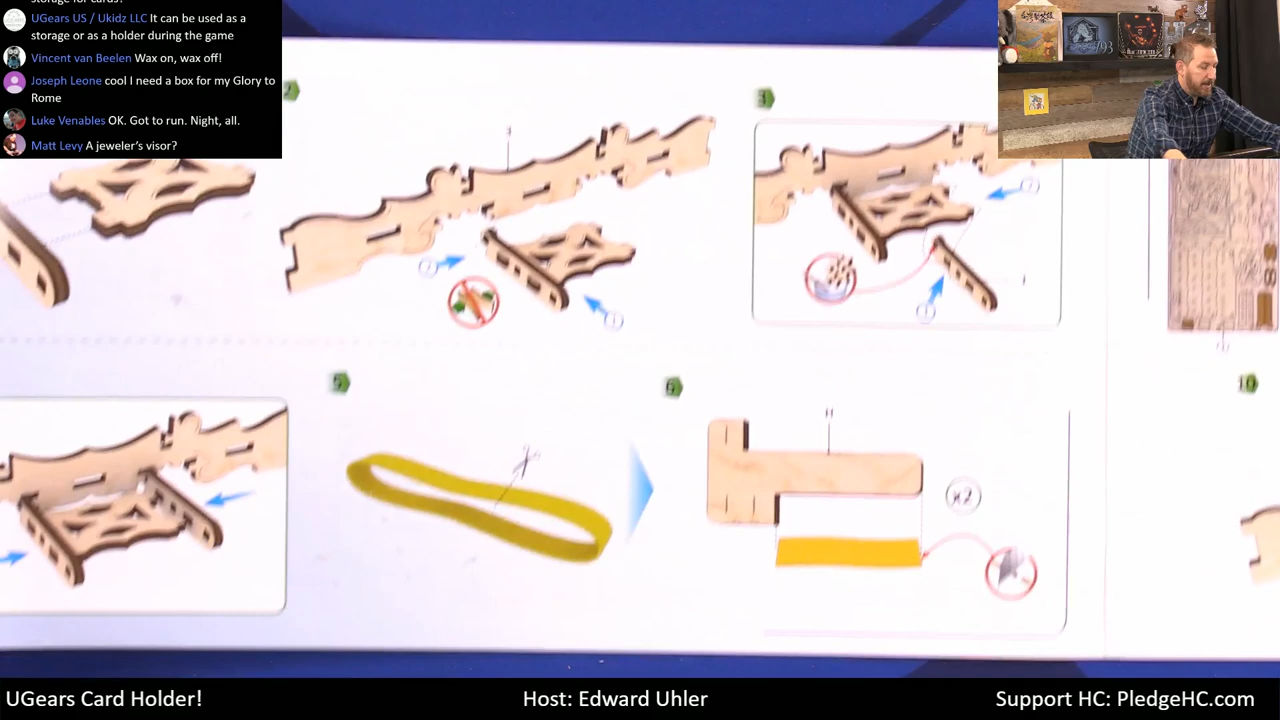 storage for cards?
UGears US / Ukidz LLC It can be used as a
storage or as a holder during the game
Vincent van Beelen Wax on, wax off!
Joseph Leone cool I need a box for my Glory to
Rome
Luke Venables OK. Got to run. Night, all.
Matt Levy A jeweler's visor?
793
2
3
5
6
10
x2
UGears Card Holder!
Host: Edward Uhler
Support HC: PledgeHC.com